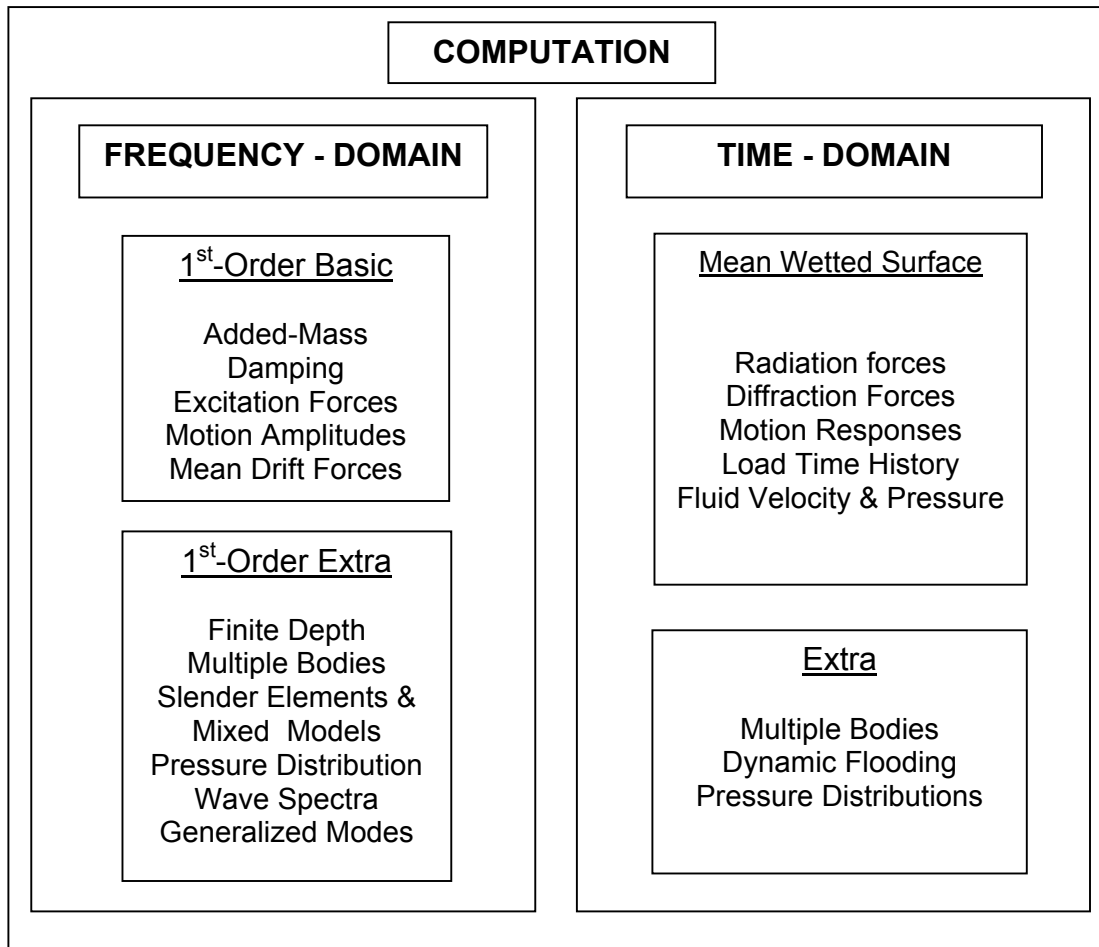 COMPUTATION
FREQUENCY - DOMAIN
1st-Order Basic
Added-Mass
Damping
Excitation Forces
Motion Amplitudes
Mean Drift Forces
1st-Order Extra
Finite Depth
Multiple Bodies
Slender Elements &
Mixed Models
Pressure Distribution
Wave Spectra
Generalized Modes
TIME - DOMAIN
Mean Wetted Surface
Radiation forces
Diffraction Forces
Motion Responses
Load Time History
Fluid Velocity & Pressure
Extra
Multiple Bodies
Dynamic Flooding
Pressure Distributions